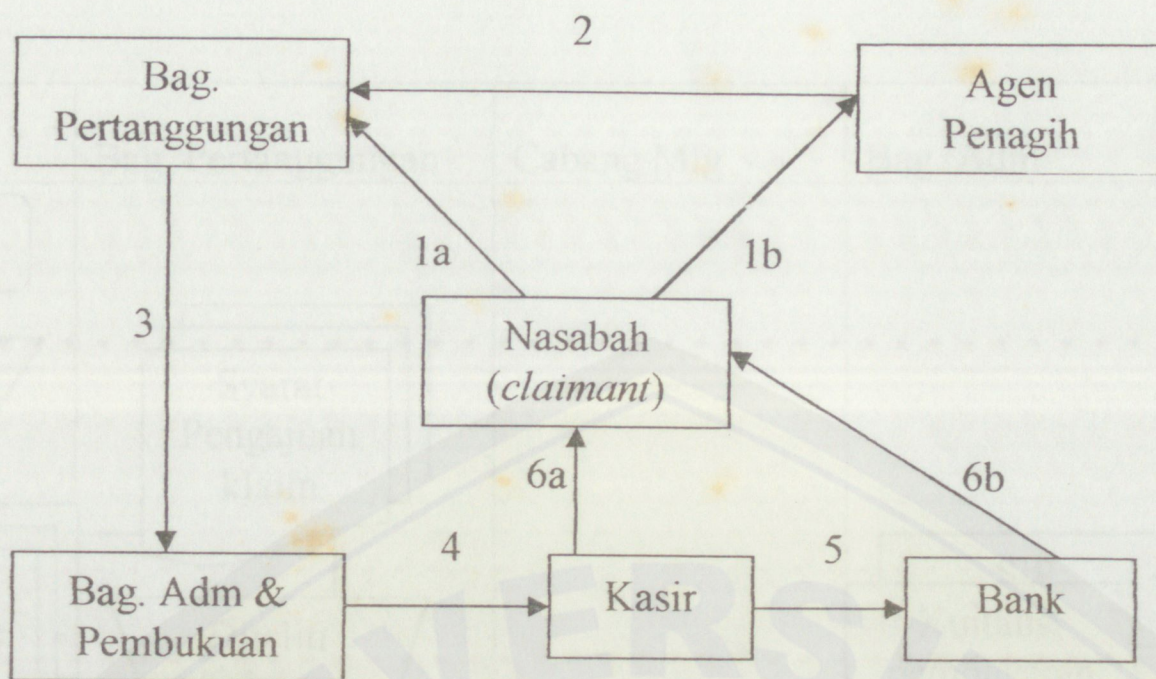 2
Bag.
Pertanggungan
Agen
Penagih
1a
1b
3
Nasabah
(claimant)
6a
6b
4
5
Bag. Adm &
Pembukuan
Kasir
Bank